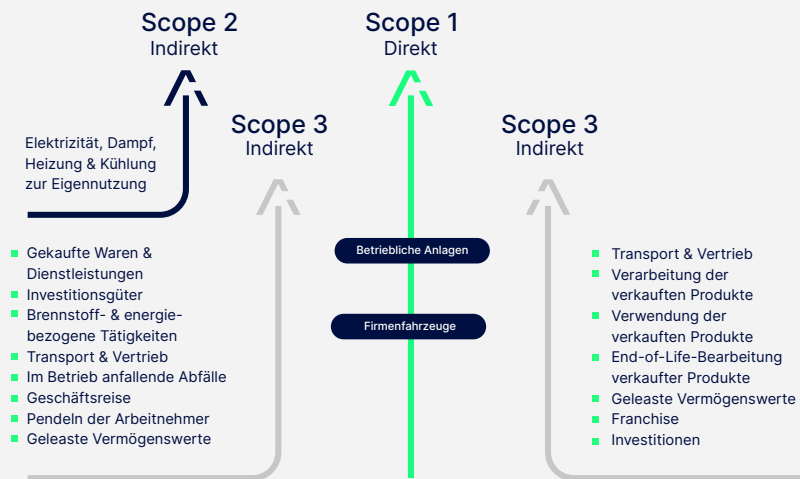 Scope 2
Indirekt
Scope 1
Direkt
Scope 3
Indirekt
Scope 3
Indirekt
Elektrizität, Dampf,
Heizung & Kühlung
zur Eigennutzung
Betriebliche Anlagen
Firmenfahrzeuge
Gekaufte Waren &
Dienstleistungen
Investitionsgüter
Brennstoff- & energie-
bezogene Tätigkeiten
Transport & Vertrieb
Im Betrieb anfallende Abfälle
Geschäftsreise
Pendeln der Arbeitnehmer
Geleaste Vermögenswerte
Transport & Vertrieb
Verarbeitung der
verkauften Produkte
Verwendung der
verkauften Produkte
End-of-Life-Bearbeitung
verkaufter Produkte
Geleaste Vermögenswerte
Franchise
Investitionen